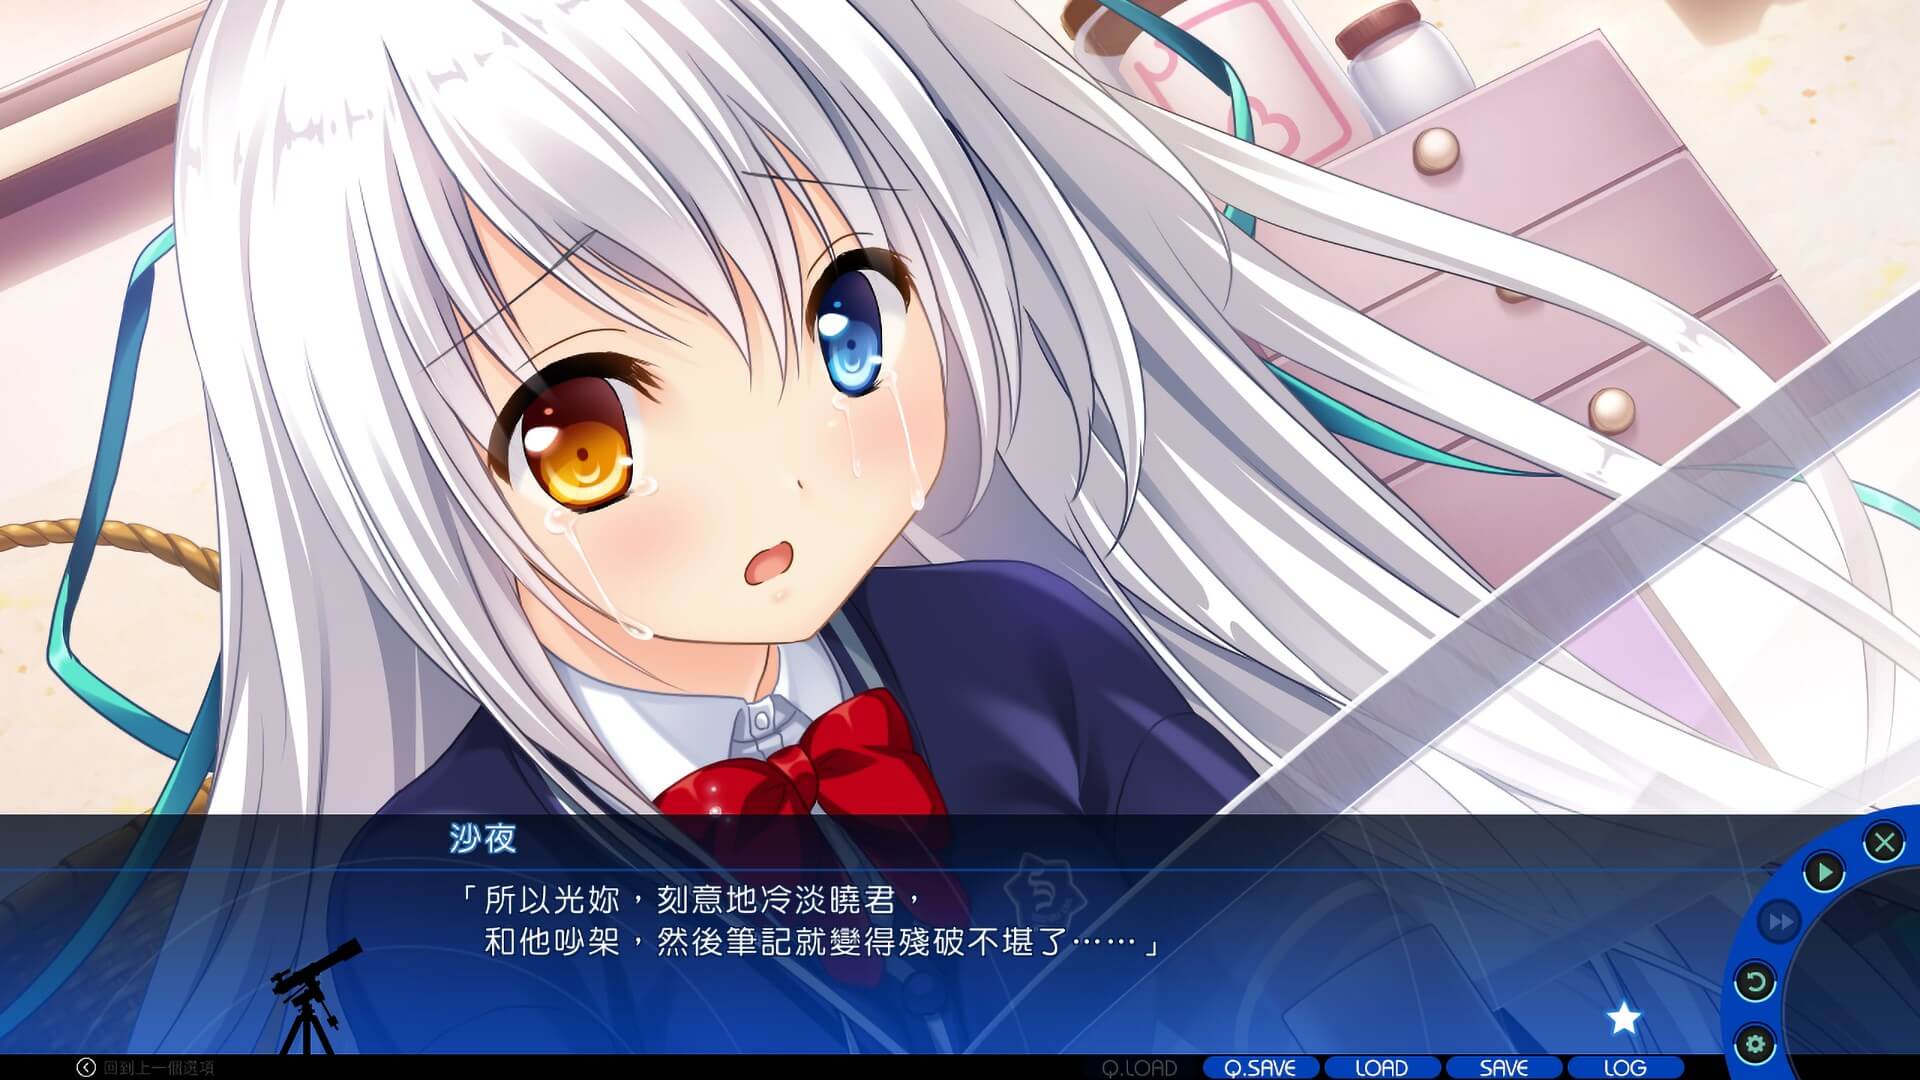 沙夜
「所以光妳，刻意地冷淡曉君，
和他吵架，然後筆記就變得殘破不堪了……」
回到上一個選項
Q.LOAD
Q.SAVE
LOAD
SAVE
LOG